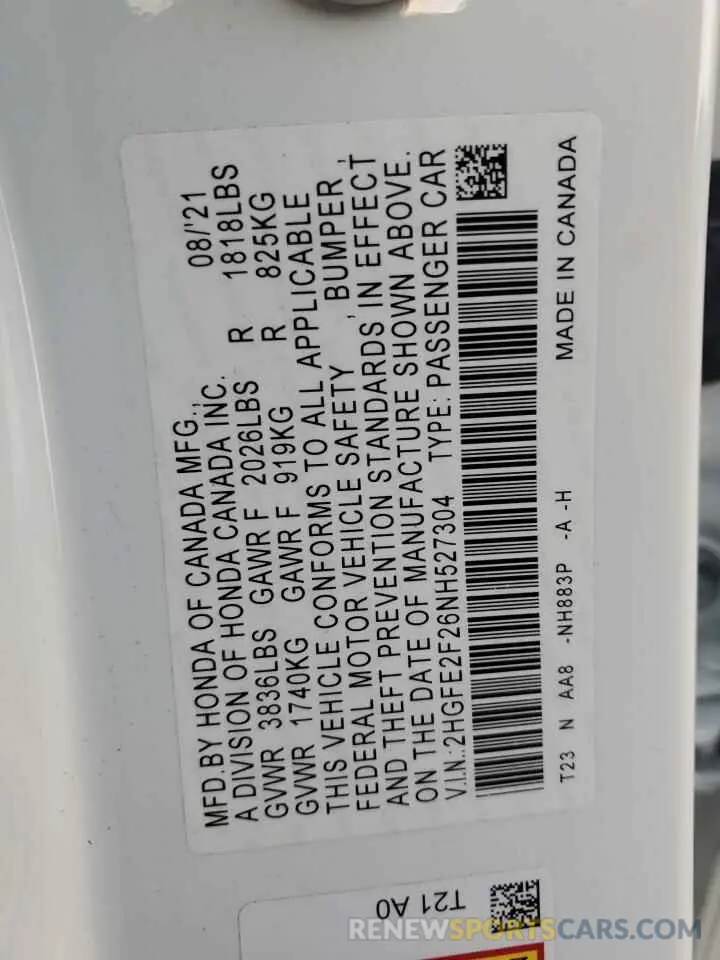 MFD.BY HONDA OF CANADA MFG., 08/'21
A DIVISION OF HONDA CANADA INC.
GVWR 3836LBS GAWR F 2026LBS R 1818LBS
GVWR 1740KG GAWR F 919KG R 825KG
THIS VEHICLE CONFORMS TO ALL APPLICABLE
FEDERAL MOTOR VEHICLE SAFETY , BUMPER ,
AND THEFT PREVENTION STANDARDS IN EFFECT
ON THE DATE OF MANUFACTURE SHOWN ABOVE.
V.I.N.:2HGFE2F26NH527304 TYPE: PASSENGER CAR
T23 N AA8 -NH883P -A -H MADE IN CANADA
T21 A0
RENEWSPORTSCARS.COM